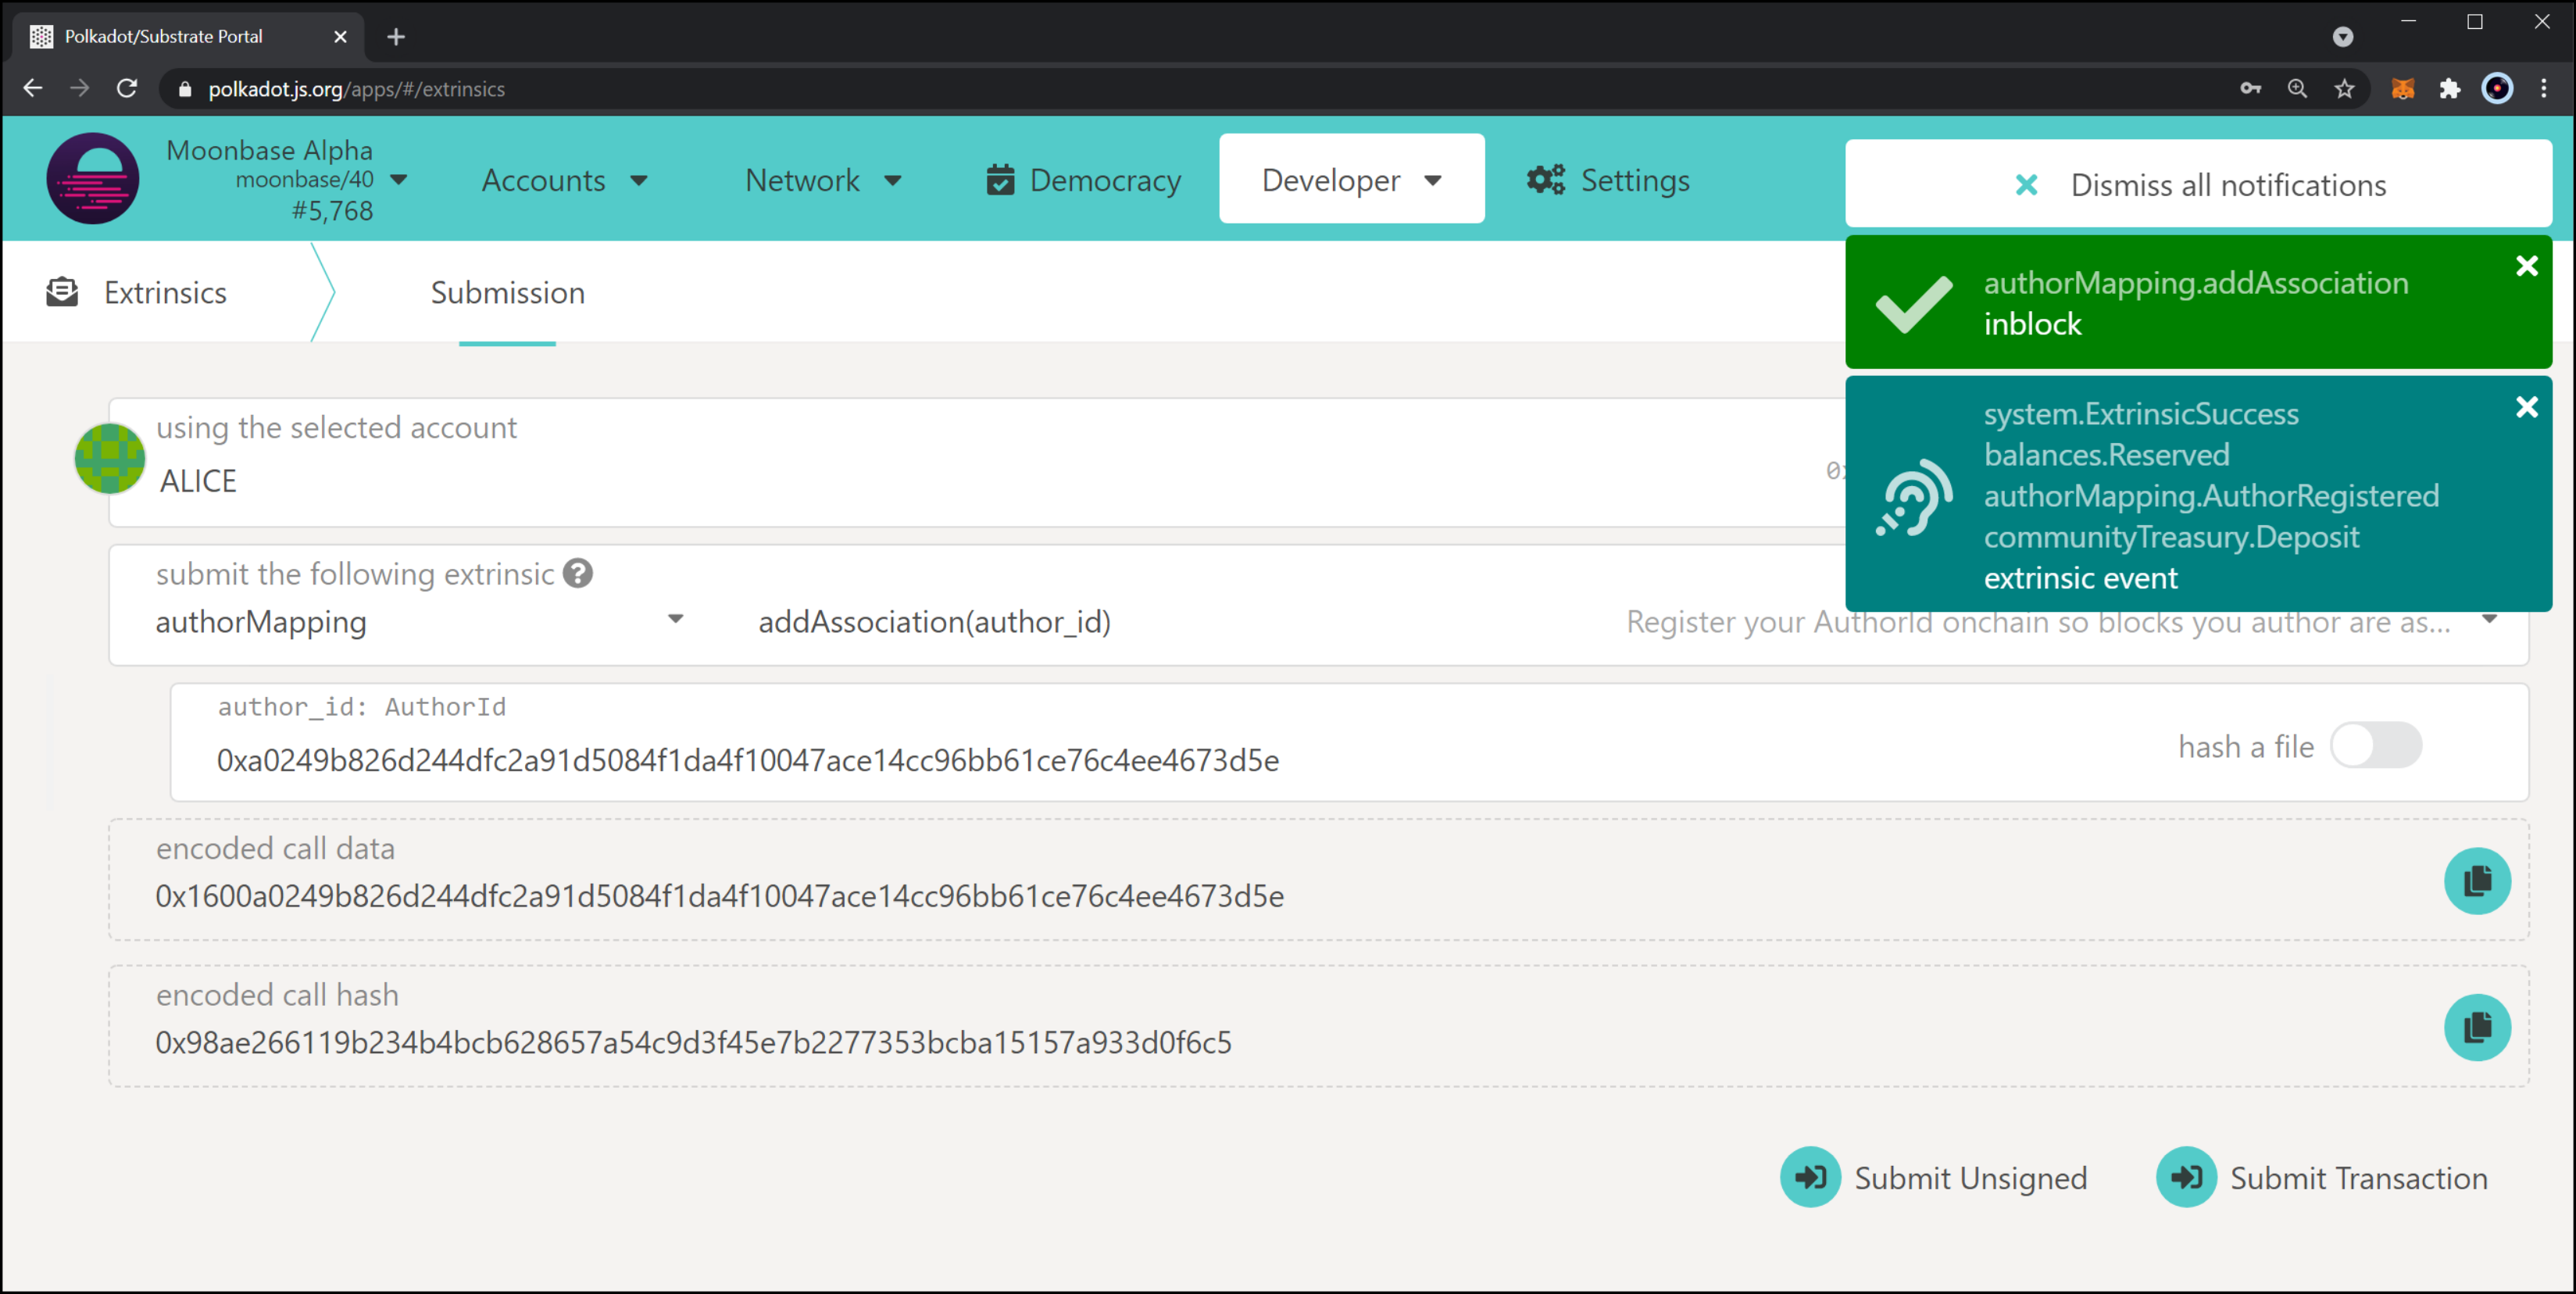 Polkadot/Substrate Portal
polkadot.js.org/apps/#/extrinsics
Moonbase Alpha
moonbase/40
#5,768
Accounts
Network
Democracy
Developer
Settings
Dismiss all notifications
authorMapping.addAssociation
inblock
system.ExtrinsicSuccess
balances.Reserved
authorMapping.AuthorRegistered
communityTreasury.Deposit
extrinsic event
Extrinsics
Submission
using the selected account
ALICE
submit the following extrinsic
authorMapping
addAssociation(author_id)
Register your AuthorId onchain so blocks you author are as...
author_id: AuthorId
0xa0249b826d244dfc2a91d5084f1da4f10047ace14cc96bb61ce76c4ee4673d5e
hash a file
encoded call data
0x1600a0249b826d244dfc2a91d5084f1da4f10047ace14cc96bb61ce76c4ee4673d5e
encoded call hash
0x98ae266119b234b4bcb628657a54c9d3f45e7b2277353bcba15157a933d0f6c5
Submit Unsigned
Submit Transaction